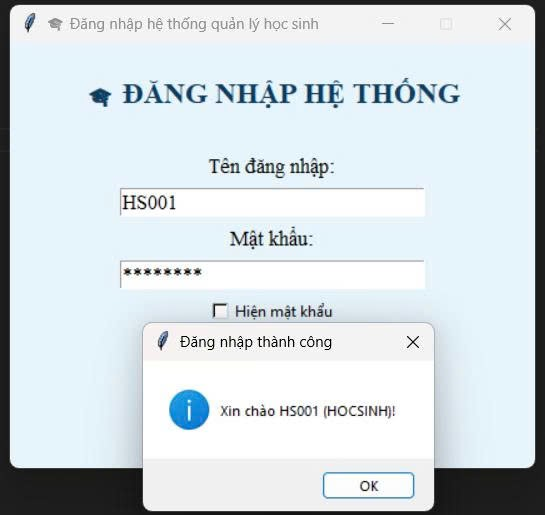 Đăng nhập hệ thống quản lý học sinh
ĐĂNG NHẬP HỆ THỐNG
Tên đăng nhập:
HS001
Mật khẩu:
********
Hiện mật khẩu
Đăng nhập thành công
Xin chào HS001 (HOCSINH)!
OK